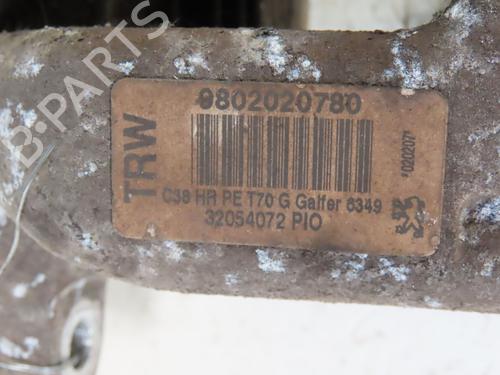 B-PARTS
TRW
9802020780
C38 HR PE T70 G Galfer 6349
32054072 PIO